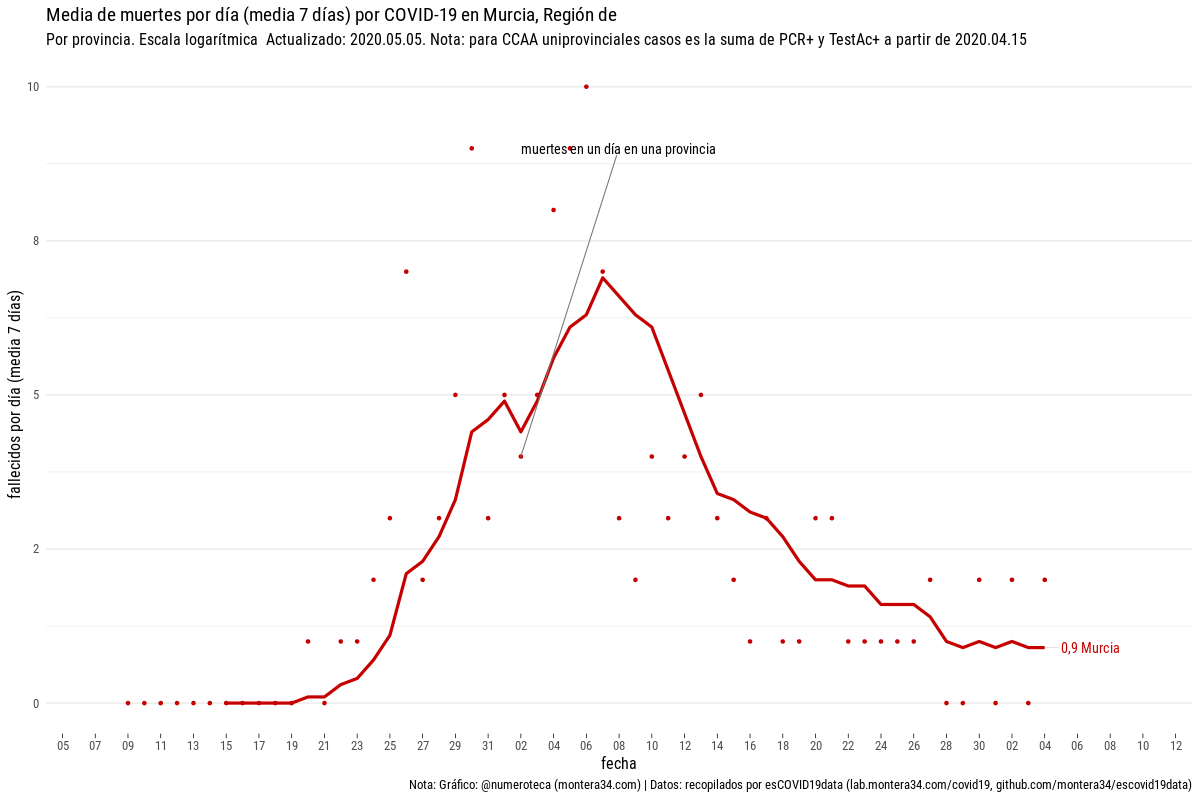 Media de muertes por día (media 7 días) por COVID-19 en Murcia, Región de
Por provincia. Escala logarítmica  Actualizado: 2020.05.05. Nota: para CCAA uniprovinciales casos es la suma de PCR+ y TestAc+ a partir de 2020.04.15
10
muertes en un día en una provincia
8
fallecidos por día (media 7 días)
5
2
0,9 Murcia
0
05 07 09 11 13 15 17 19 21 23 25 27 29 31 02 04 06 08 10 12 14 16 18 20 22 24 26 28 30 02 04 06 08 10 12
fecha
Nota: Gráfico: @numeroteca (montera34.com) | Datos: recopilados por esCOVID19data (lab.montera34.com/covid19, github.com/montera34/escovid19data)